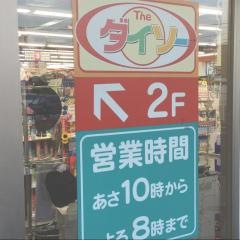 The
ダイソー
2F
営業時間
あさ10時から
よる8時まで